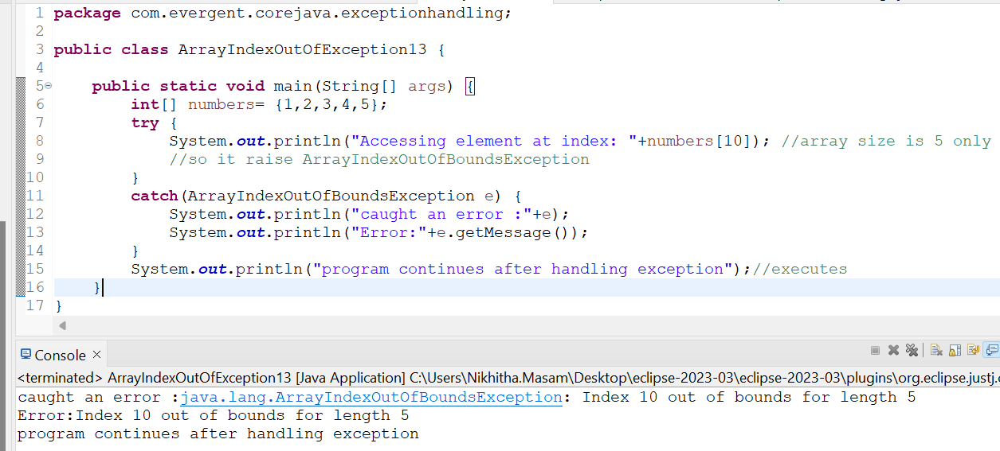 1 package com.evergent.corejava.exceptionhandling;
2
3 public class ArrayIndexOutOfException13 {
4
5 public static void main(String[] args) {
6 int[] numbers= {1,2,3,4,5};
7 try {
8 System.out.println("Accessing element at index: "+numbers[10]); //array size is 5 only
9 //so it raise ArrayIndexOutOfBoundsException
10 }
11 catch(ArrayIndexOutOfBoundsException e) {
12 System.out.println("caught an error :"+e);
13 System.out.println("Error:"+e.getMessage());
14 }
15 System.out.println("program continues after handling exception");//executes
16 }
17 }
Console
<terminated> ArrayIndexOutOfException13 [Java Application] C:\Users\Nikhitha.Masam\Desktop\eclipse-2023-03\eclipse-2023-03\plugins\org.eclipse.justj.
caught an error :java.lang.ArrayIndexOutOfBoundsException: Index 10 out of bounds for length 5
Error:Index 10 out of bounds for length 5
program continues after handling exception